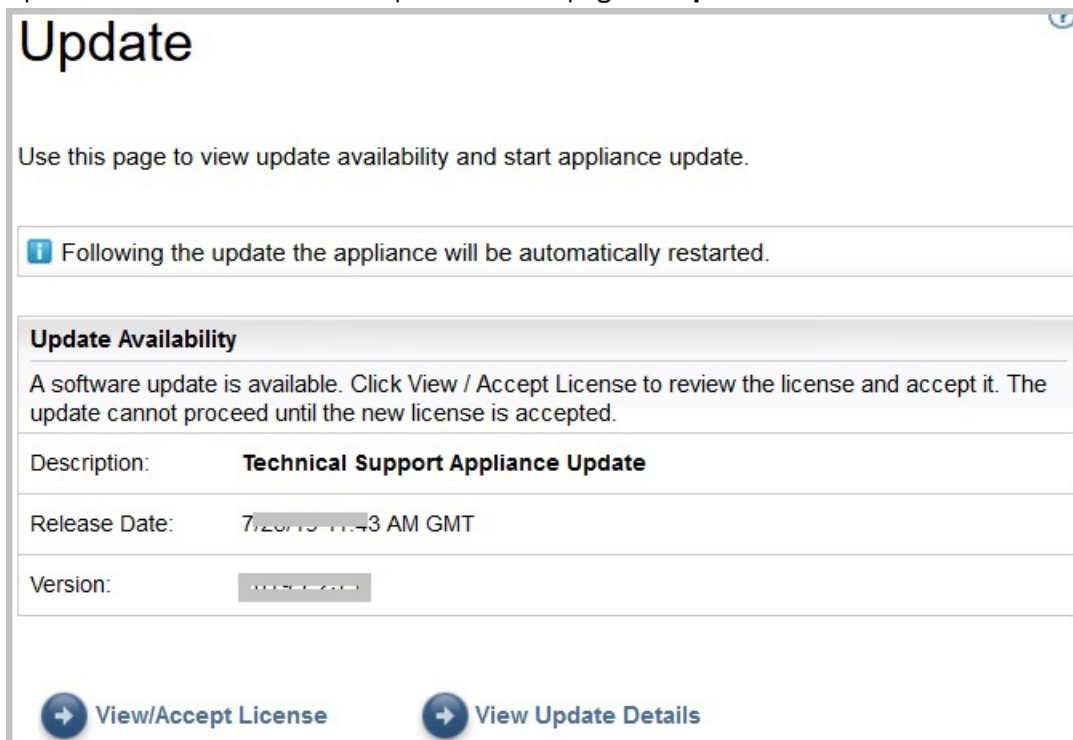 Update
Use this page to view update availability and start appliance update.
Following the update the appliance will be automatically restarted.
Update Availability
A software update is available. Click View / Accept License to review the license and accept it. The
update cannot proceed until the new license is accepted.
Description: Technical Support Appliance Update
Release Date: AM GMT
Version:
View/Accept License View Update Details